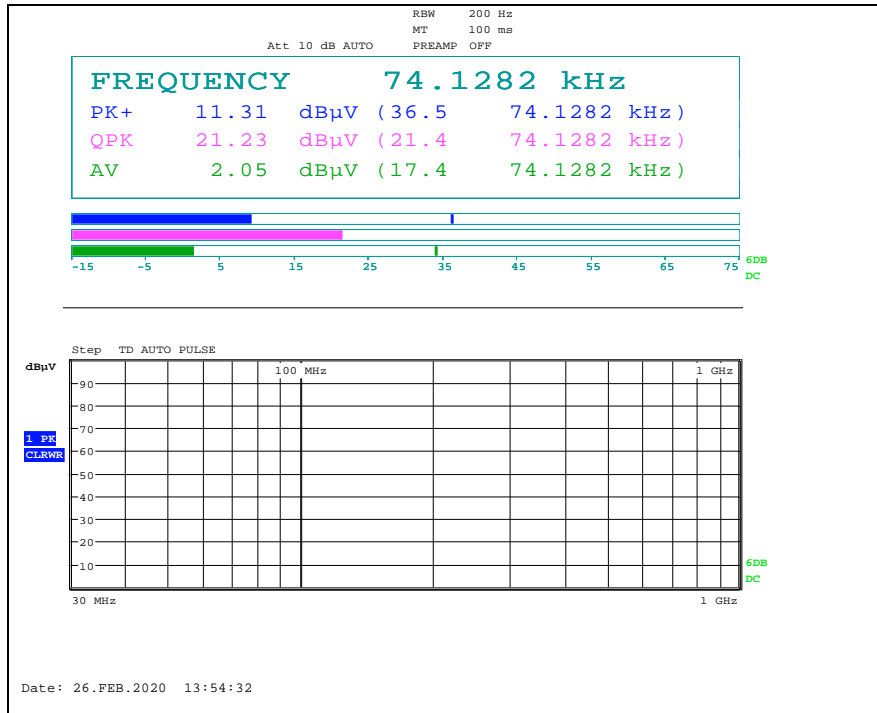 RBW 200 Hz
MT 100 ms
Att 10 dB AUTO PREAMP OFF
FREQUENCY 74.1282 kHz
PK+ 11.31 dBµV (36.5 74.1282 kHz)
QPK 21.23 dBµV (21.4 74.1282 kHz)
AV 2.05 dBµV (17.4 74.1282 kHz)
-15 -5 5 15 25 35 45 55 65 75
6DB
DC
Step TD AUTO PULSE
dBµV
100 MHz 1 GHz
90
80
70
1 PK
CLRWR
60
50
40
30
20
10
6DB
DC
30 MHz 1 GHz
Date: 26.FEB.2020 13:54:32